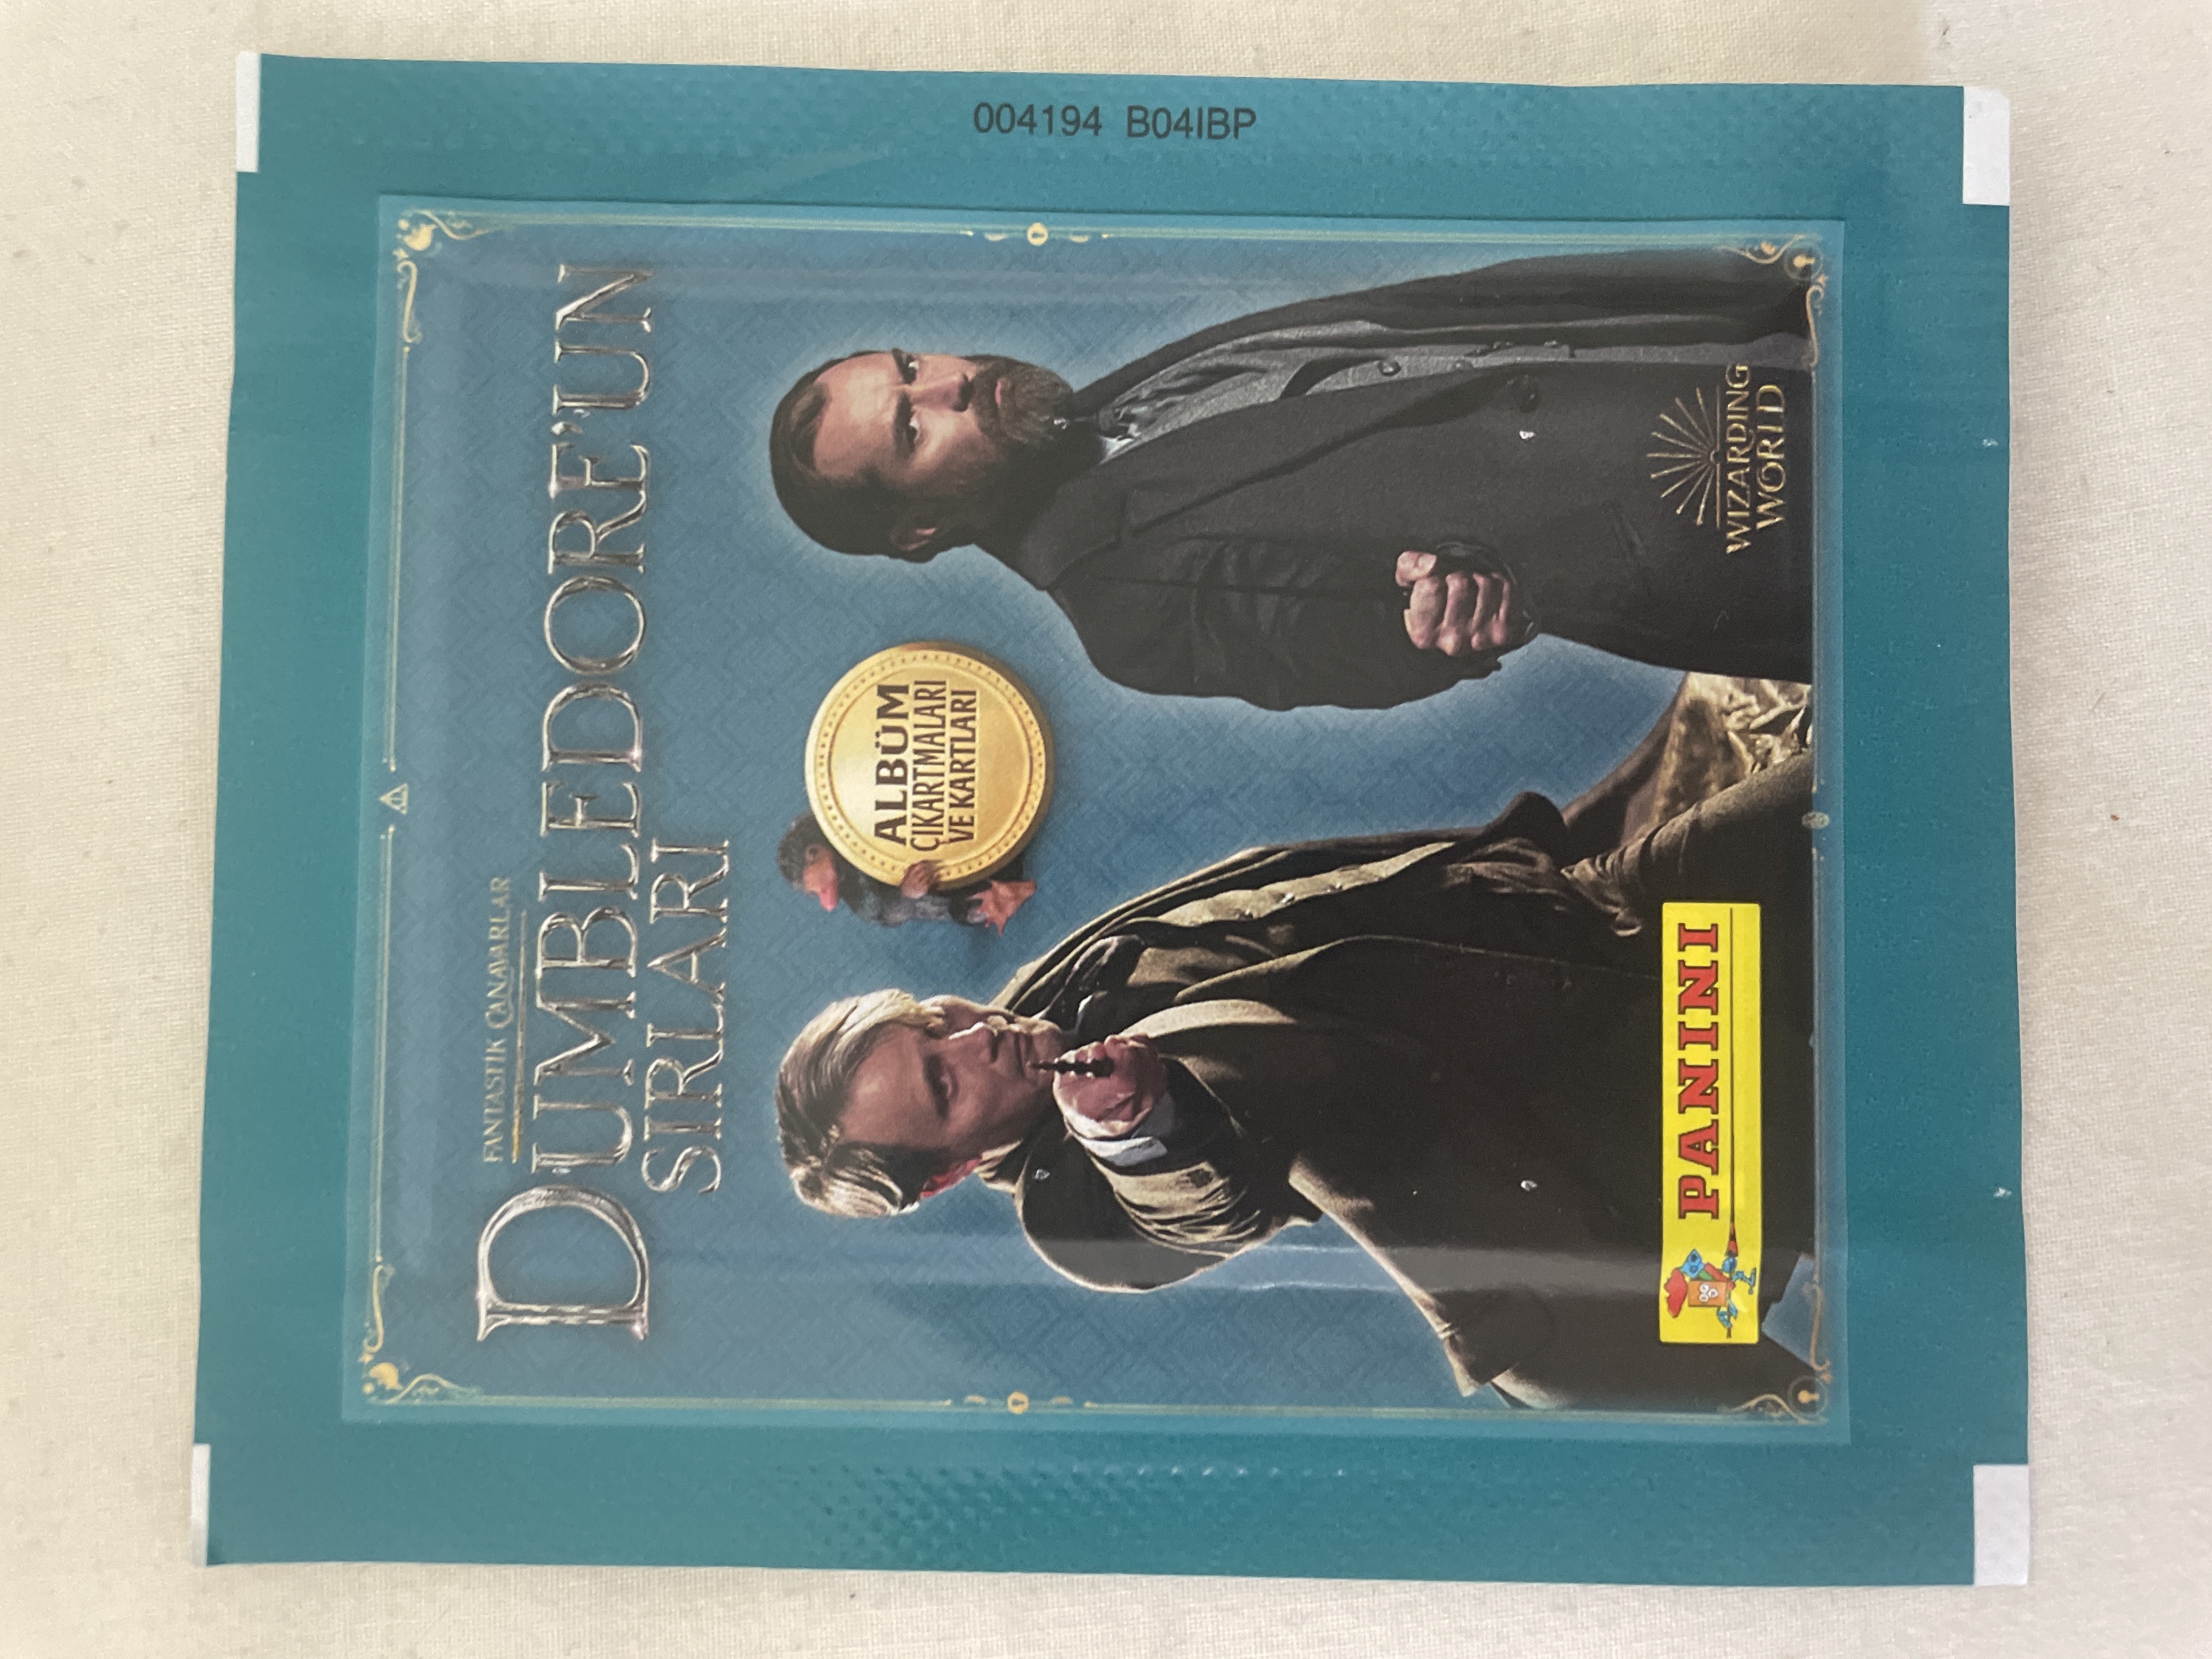 FANTASTİK CANAVARLAR
DUMBLEDORE'UN
SIRLARI
ALBÜM
ÇIKARTMALARI
VE KARTLARI
004194 B04IBP
PANINI
WIZARDING
WORLD